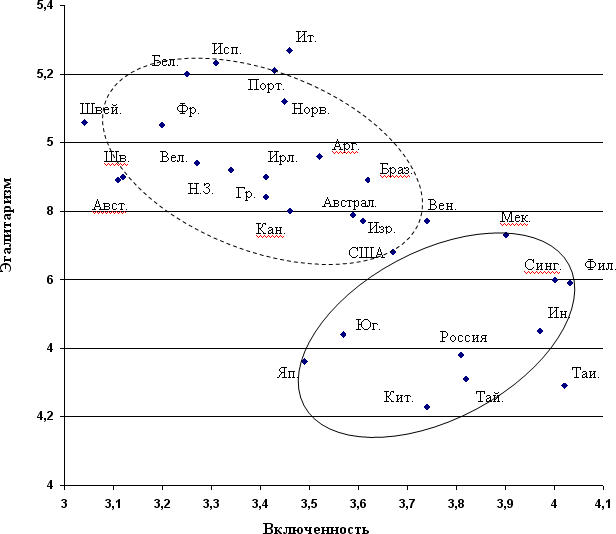 5,4
Ит.
Исп.
Бел.
5,2
Порт.
Швей.
Фр.
Норв.
5
Арг.
Шв.
Вел.
Ирл.
Браз.
Н.З.
Гр.
Авст.
Австрал.
Вен.
8
Кан.
Изр.
Мек.
США
Синг.
Фил.
6
Ин.
Юг.
Россия
4
Яп.
Таи.
Кит.
Тай.
4,2
4
3
3,1
3,2
3,3
3,4
3,5
3,6
3,7
3,8
3,9
4
4,1
Включенность
Эгалитаризм